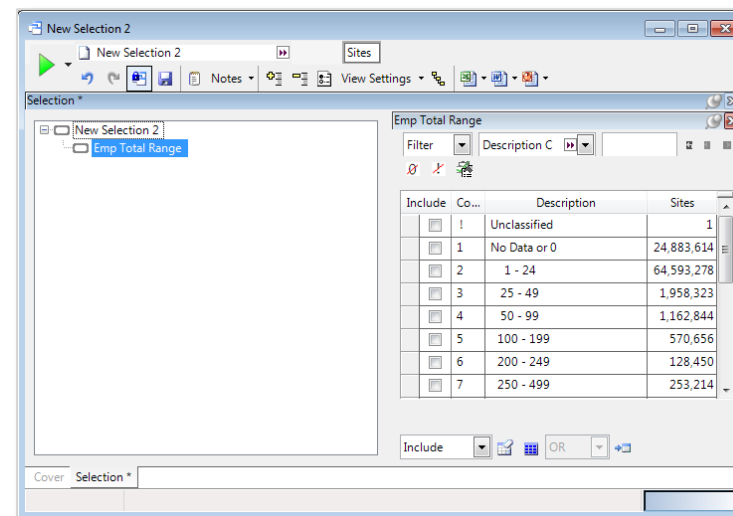 New Selection 2
New Selection 2 Sites
Notes View Settings
Selection *
New Selection 2
Emp Total Range
Emp Total Range
Filter Description C
Include Co... Description Sites
! Unclassified 1
1 No Data or 0 24,883,614
2 1 - 24 64,593,278
3 25 - 49 1,958,323
4 50 - 99 1,162,844
5 100 - 199 570,656
6 200 - 249 128,450
7 250 - 499 253,214
Include OR
Cover Selection *